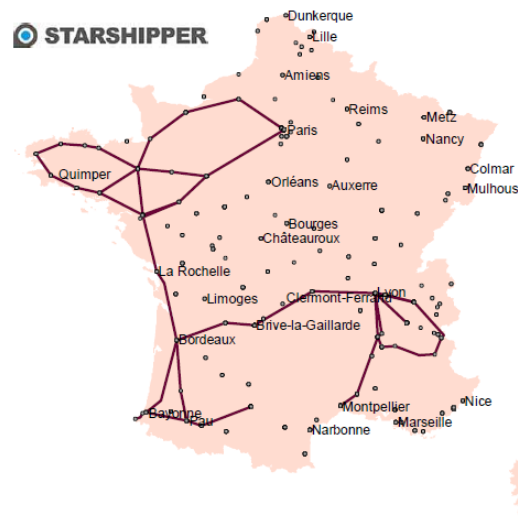 Dunkerque
STARSHIPPER
Lille
Amiens
Reims
Metz
Paris
Nancy
Colmar
Quimper
Orléans
Auxerre
Mulhous
Bourges
Châteauroux
La Rochelle
Lyon
Limoges
Clermont-Ferrand
Brive-la-Gaillarde
Bordeaux
Bayonne
Montpellier
Nice
Pau
Marseille
Narbonne